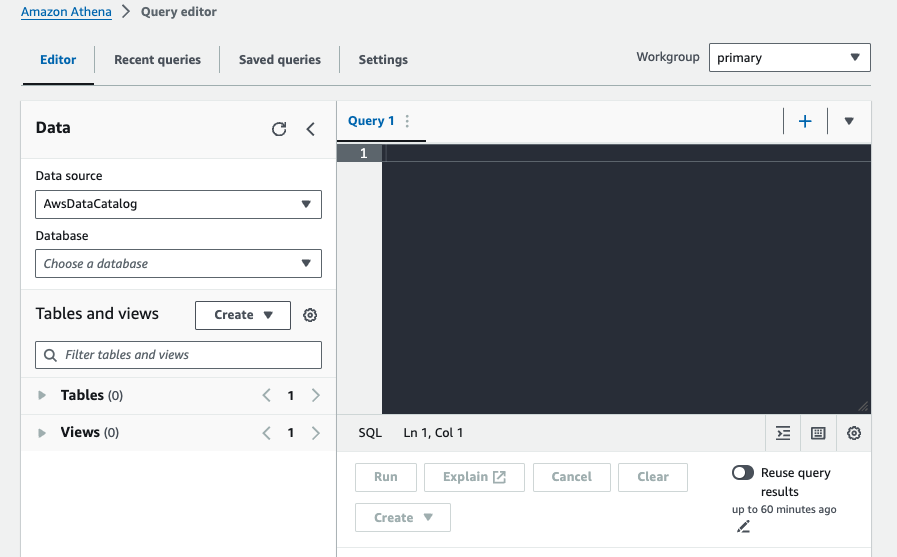 Amazon Athena > Query editor
Editor Recent queries Saved queries Settings Workgroup primary
Data
Query 1
1
Data source
AwsDataCatalog
Database
Choose a database
Tables and views Create
Filter tables and views
Tables (0) < 1 >
Views (0) < 1 >
SQL Ln 1, Col 1
Run Explain Cancel Clear
Create
Reuse query
results
up to 60 minutes ago